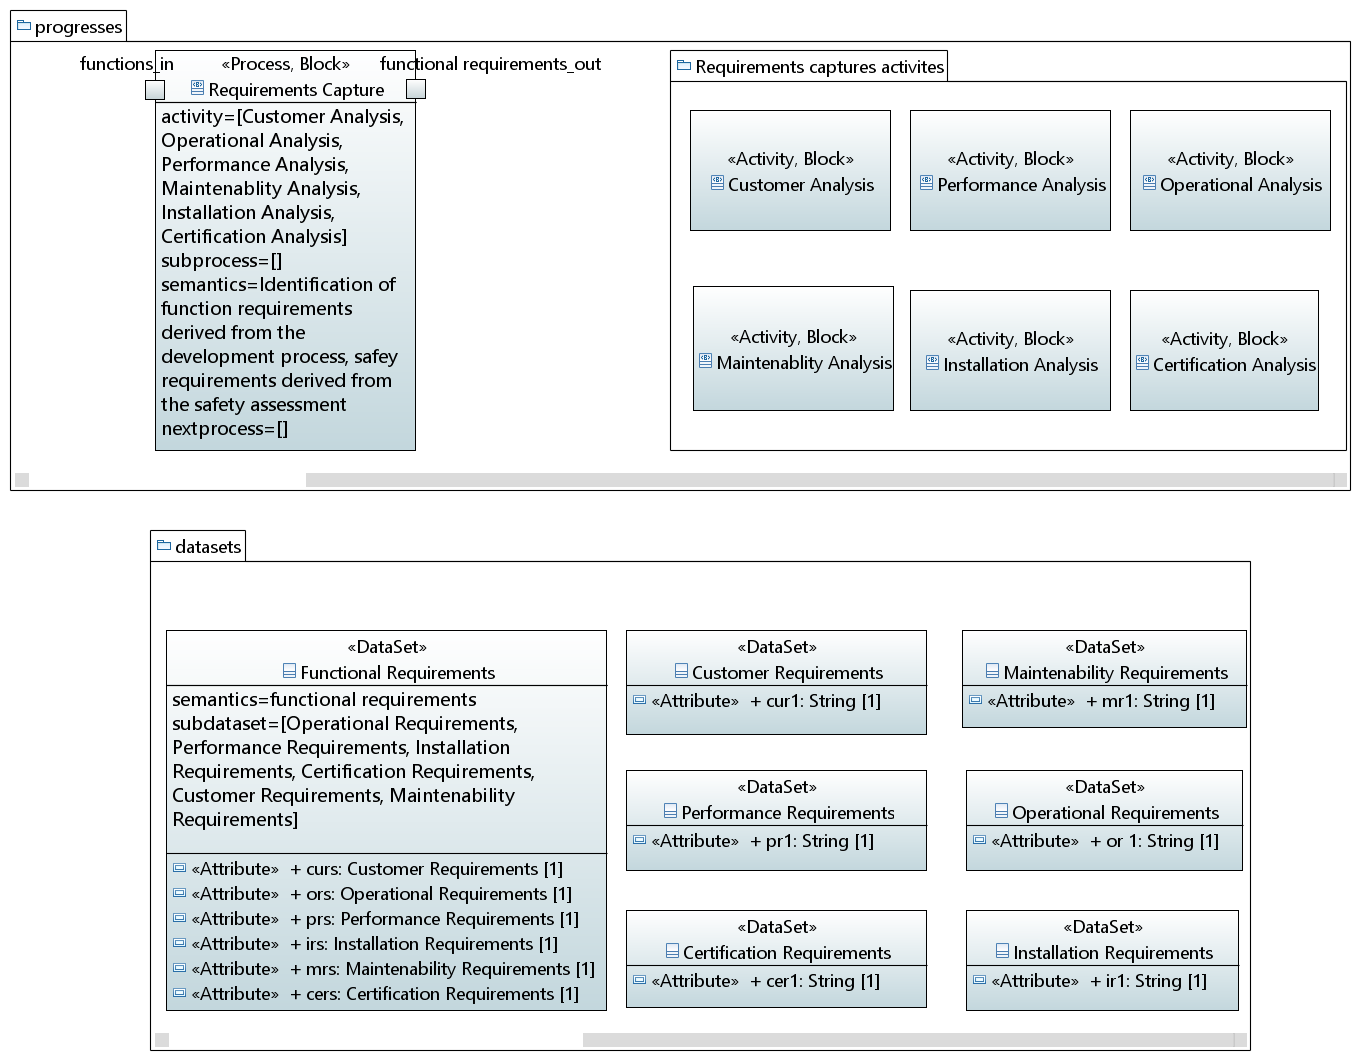 progresses
functions_in
«Process, Block»
functional requirements_out
Requirements Capture
activity=[Customer Analysis,
Operational Analysis,
Performance Analysis,
Maintenablity Analysis,
Installation Analysis,
Certification Analysis]
subprocess=[]
semantics=Identification of
function requirements
derived from the
development process, safey
requirements derived from
the safety assessment
nextprocess=[]
Requirements captures activites
«Activity, Block»
Customer Analysis
«Activity, Block»
Performance Analysis
«Activity, Block»
Operational Analysis
«Activity, Block»
Maintenablity Analysis
«Activity, Block»
Installation Analysis
«Activity, Block»
Certification Analysis
datasets
«DataSet»
Functional Requirements
semantics=functional requirements
subdataset=[Operational Requirements,
Performance Requirements, Installation
Requirements, Certification Requirements,
Customer Requirements, Maintenability
Requirements]
«Attribute» + curs: Customer Requirements [1]
«Attribute» + ors: Operational Requirements [1]
«Attribute» + prs: Performance Requirements [1]
«Attribute» + irs: Installation Requirements [1]
«Attribute» + mrs: Maintenability Requirements [1]
«Attribute» + cers: Certification Requirements [1]
«DataSet»
Customer Requirements
«Attribute» + cur1: String [1]
«DataSet»
Maintenability Requirements
«Attribute» + mr1: String [1]
«DataSet»
Performance Requirements
«Attribute» + pr1: String [1]
«DataSet»
Operational Requirements
«Attribute» + or 1: String [1]
«DataSet»
Certification Requirements
«Attribute» + cer1: String [1]
«DataSet»
Installation Requirements
«Attribute» + ir1: String [1]